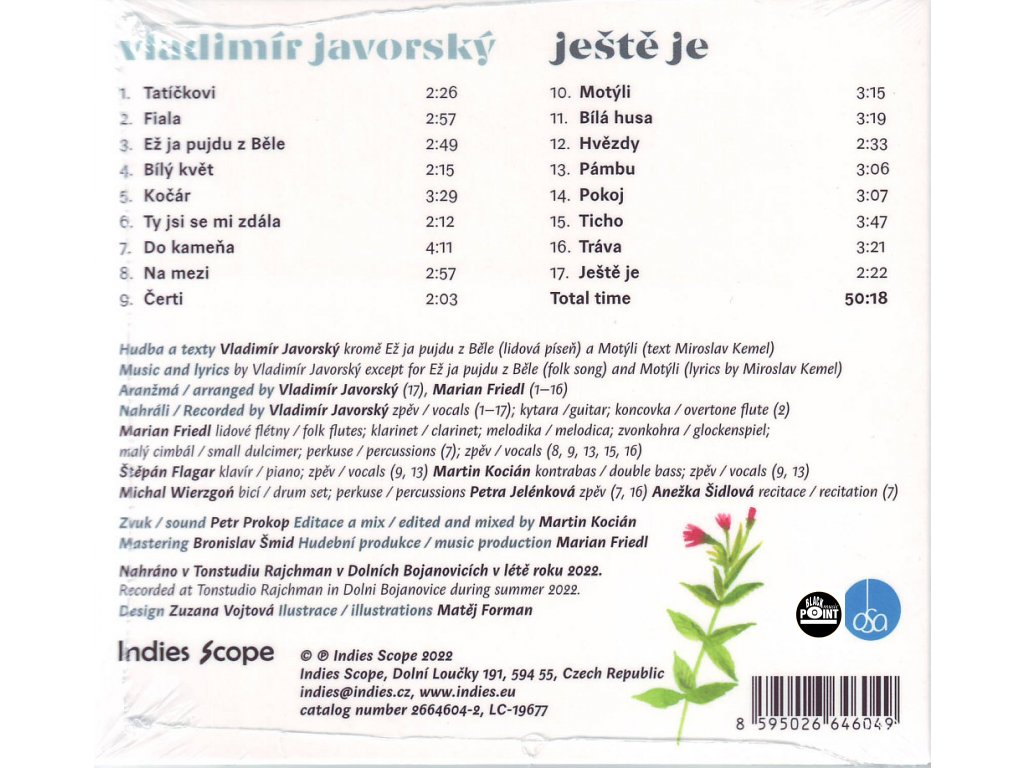 vladimír javorský
1. Tatíčkovi 2:26
2. Fiala 2:57
3. Ež ja pujdu z Běle 2:49
4. Bílý květ 2:15
5. Kočár 3:29
6. Ty jsi se mi zdála 2:12
7. Do kameňa 4:11
8. Na mezi 2:57
9. Čerti 2:03
ještě je
10. Motýli 3:15
11. Bílá husa 3:19
12. Hvězdy 2:33
13. Pámbu 3:06
14. Pokoj 3:07
15. Ticho 3:47
16. Tráva 3:21
17. Ještě je 2:22
Total time 50:18
Hudba a texty Vladimír Javorský kromě Ež ja pujdu z Běle (lidová píseň) a Motýli (text Miroslav Kemel)
Music and lyrics by Vladimír Javorský except for Ež ja pujdu z Běle (folk song) and Motýli (lyrics by Miroslav Kemel)
Aranžmá / arranged by Vladimír Javorský (17), Marian Friedl (1–16)
Nahráli / Recorded by Vladimír Javorský zpěv / vocals (1–17); kytara /guitar; koncovka / overtone flute (2)
Marian Friedl lidové flétny / folk flutes; klarinet / clarinet; melodika / melodica; zvonkohra / glockenspiel;
malý cimbál / small dulcimer; perkuse / percussions (7); zpěv / vocals (8, 9, 13, 15, 16)
Štěpán Flagar klavír / piano; zpěv / vocals (9, 13) Martin Kocián kontrabas / double bass; zpěv / vocals (9, 13)
Michal Wierzgoń bicí / drum set; perkuse / percussions Petra Jelénková zpěv (7, 16) Anežka Šidlová recitace / recitation (7)
Zvuk / sound Petr Prokop Editace a mix / edited and mixed by Martin Kocián
Mastering Bronislav Šmid Hudební produkce / music production Marian Friedl
Nahráno v Tonstudiu Rajchman v Dolních Bojanovicích v létě roku 2022.
Recorded at Tonstudio Rajchman in Dolni Bojanovice during summer 2022.
Design Zuzana Vojtová Ilustrace / illustrations Matěj Forman
BLACK
POINT
music
osa
Indies Scope
© ℗ Indies Scope 2022
Indies Scope, Dolní Loučky 191, 594 55, Czech Republic
indies@indies.cz, www.indies.eu
catalog number 2664604-2, LC-19677
8 595026 646049